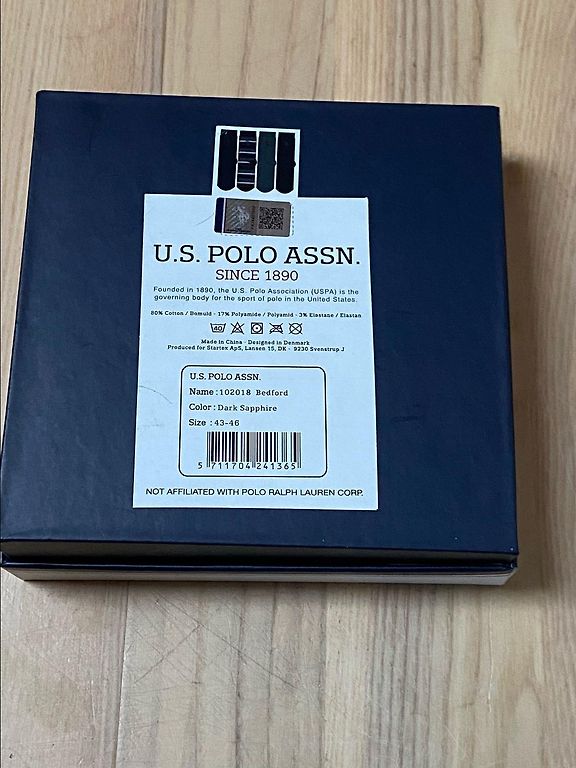 U.S. POLO ASSN.
SINCE 1890
Founded in 1890, the U.S. Polo Association (USPA) is the
governing body for the sport of polo in the United States.
80% Cotton / Bomuld - 17% Polyamide / Polyamid - 3% Elastane / Elastan
40
Made in China - Designed in Denmark
Produced for Startex ApS, Lansen 15, DK - 9230 Svenstrup J
U.S. POLO ASSN.
Name : 102018 Bedford
Color : Dark Sapphire
Size : 43-46
5 711704 241365
NOT AFFILIATED WITH POLO RALPH LAUREN CORP.